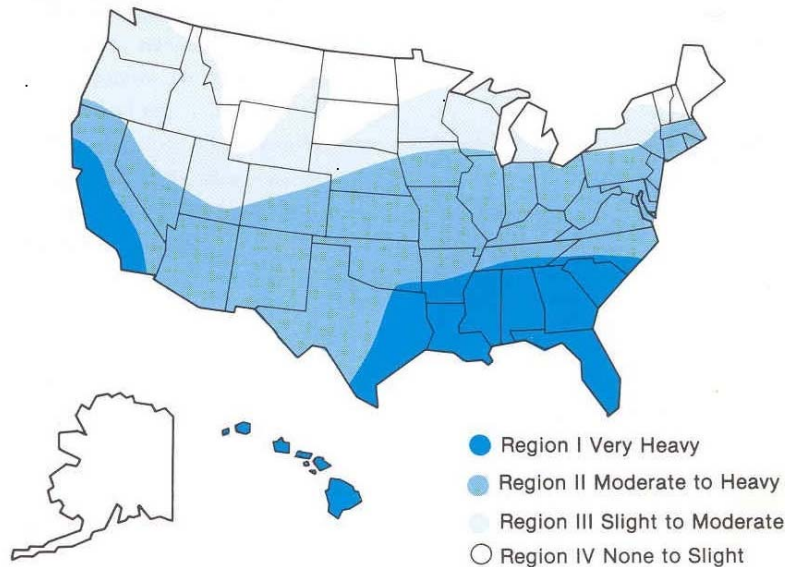 Region I Very Heavy
Region II Moderate to Heavy
Region III Slight to Moderate
Region IV None to Slight